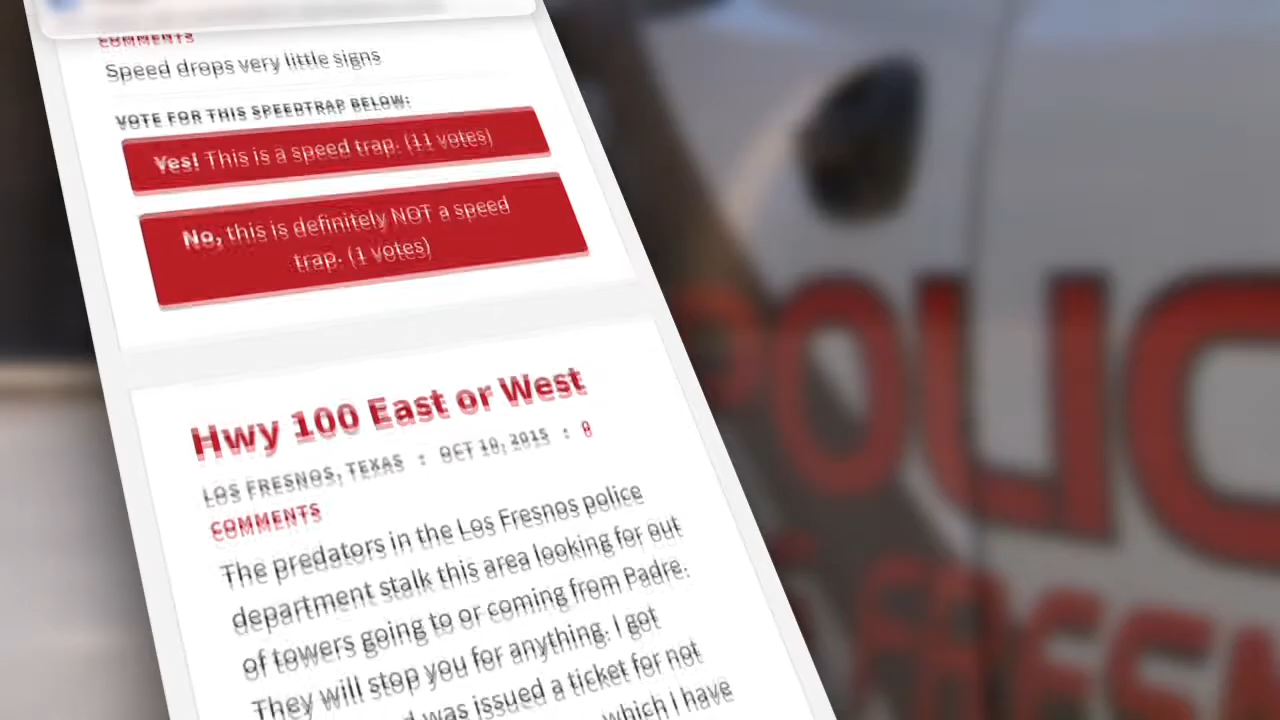 COMMENTS
Speed drops very little signs
VOTE FOR THIS SPEEDTRAP BELOW:
Yes! This is a speed trap. (11 votes)
No, this is definitely NOT a speed
trap. (1 votes)
Hwy 100 East or West
LOS FRESNOS, TEXAS : OCT 10, 2015 : 0
COMMENTS
The predators in the Los Fresnos police
department stalk this area looking for out
of towers going to or coming from Padre.
They will stop you for anything. I got
was issued a ticket for not
which I have
POLIC
FRESN